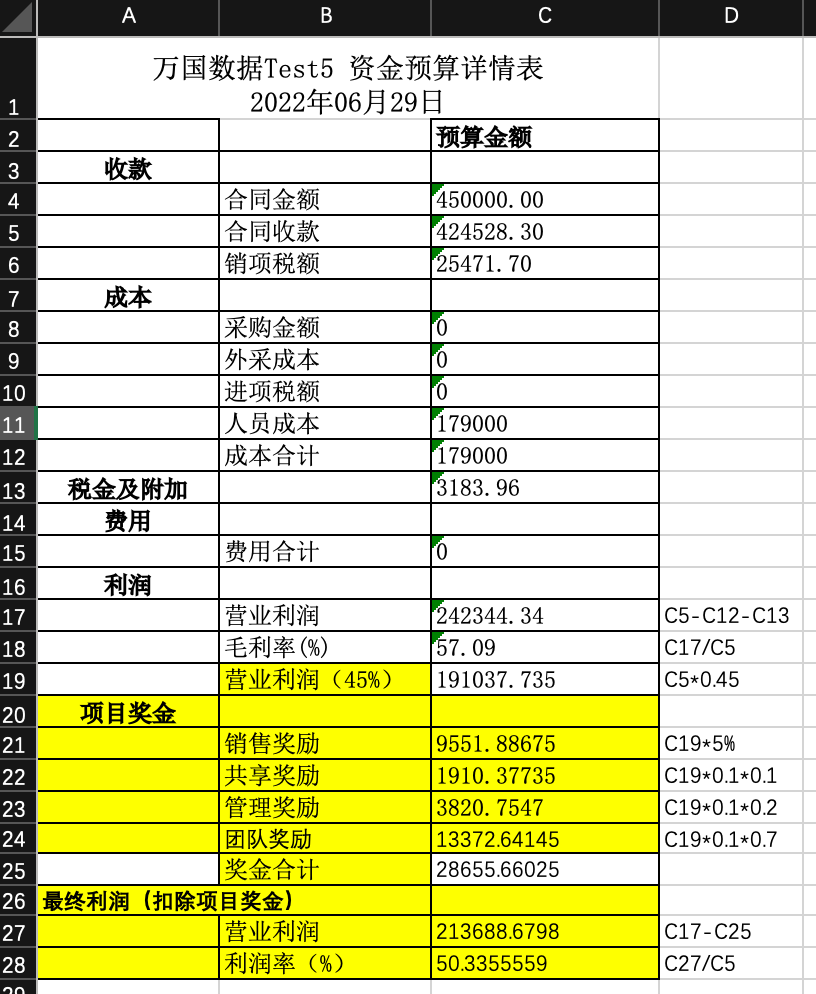 A B C D
1 万国数据Test5 资金预算详情表
2022年06月29日
2 预算金额
3 收款
4 合同金额 450000.00
5 合同收款 424528.30
6 销项税额 25471.70
7 成本
8 采购金额 0
9 外采成本 0
10 进项税额 0
11 人员成本 179000
12 成本合计 179000
13 税金及附加 3183.96
14 费用
15 费用合计 0
16 利润
17 营业利润 242344.34 C5-C12-C13
18 毛利率(%) 57.09 C17/C5
19 营业利润（45%） 191037.735 C5*0.45
20 项目奖金
21 销售奖励 9551.88675 C19*5%
22 共享奖励 1910.37735 C19*0.1*0.1
23 管理奖励 3820.7547 C19*0.1*0.2
24 团队奖励 13372.64145 C19*0.1*0.7
25 奖金合计 28655.66025
26 最终利润（扣除项目奖金）
27 营业利润 213688.6798 C17-C25
28 利润率（%） 50.3355559 C27/C5